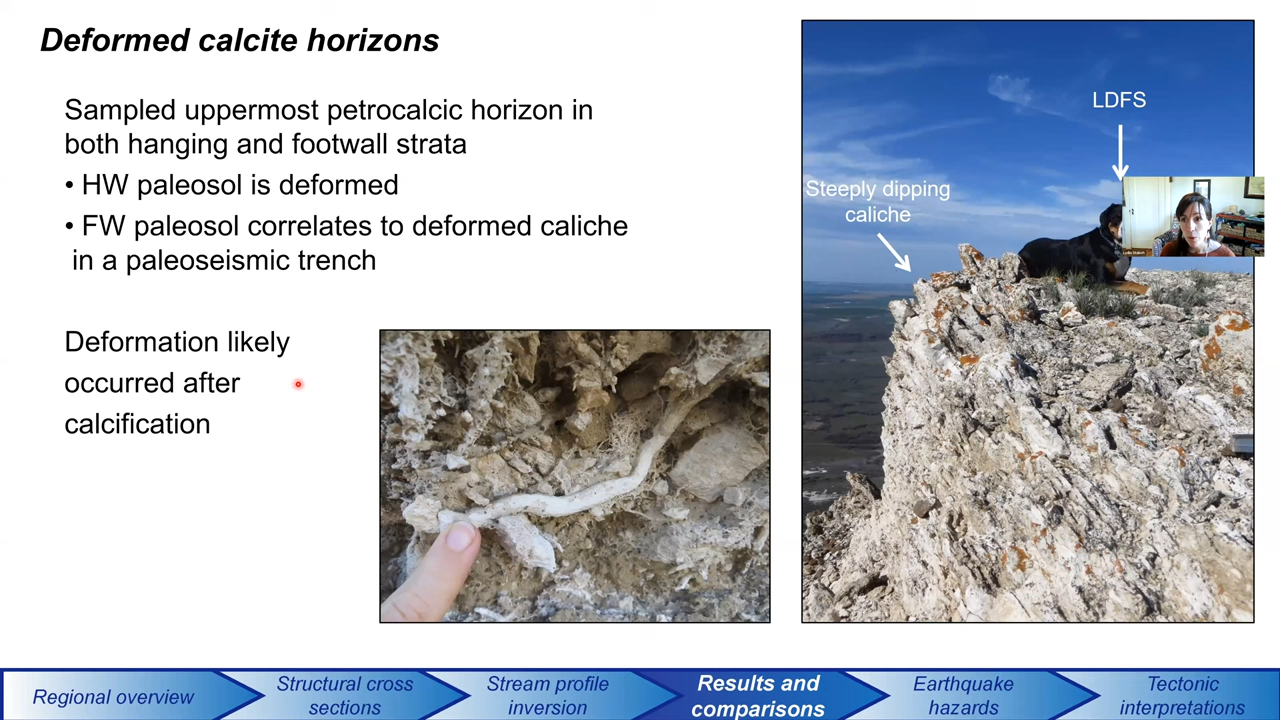 Deformed calcite horizons
Sampled uppermost petrocalcic horizon in
both hanging and footwall strata
• HW paleosol is deformed
• FW paleosol correlates to deformed caliche
in a paleoseismic trench
Deformation likely
occurred after
calcification
LDFS
Steeply dipping
caliche
Regional overview
Structural cross
sections
Stream profile
inversion
Results and
comparisons
Earthquake
hazards
Tectonic
interpretations